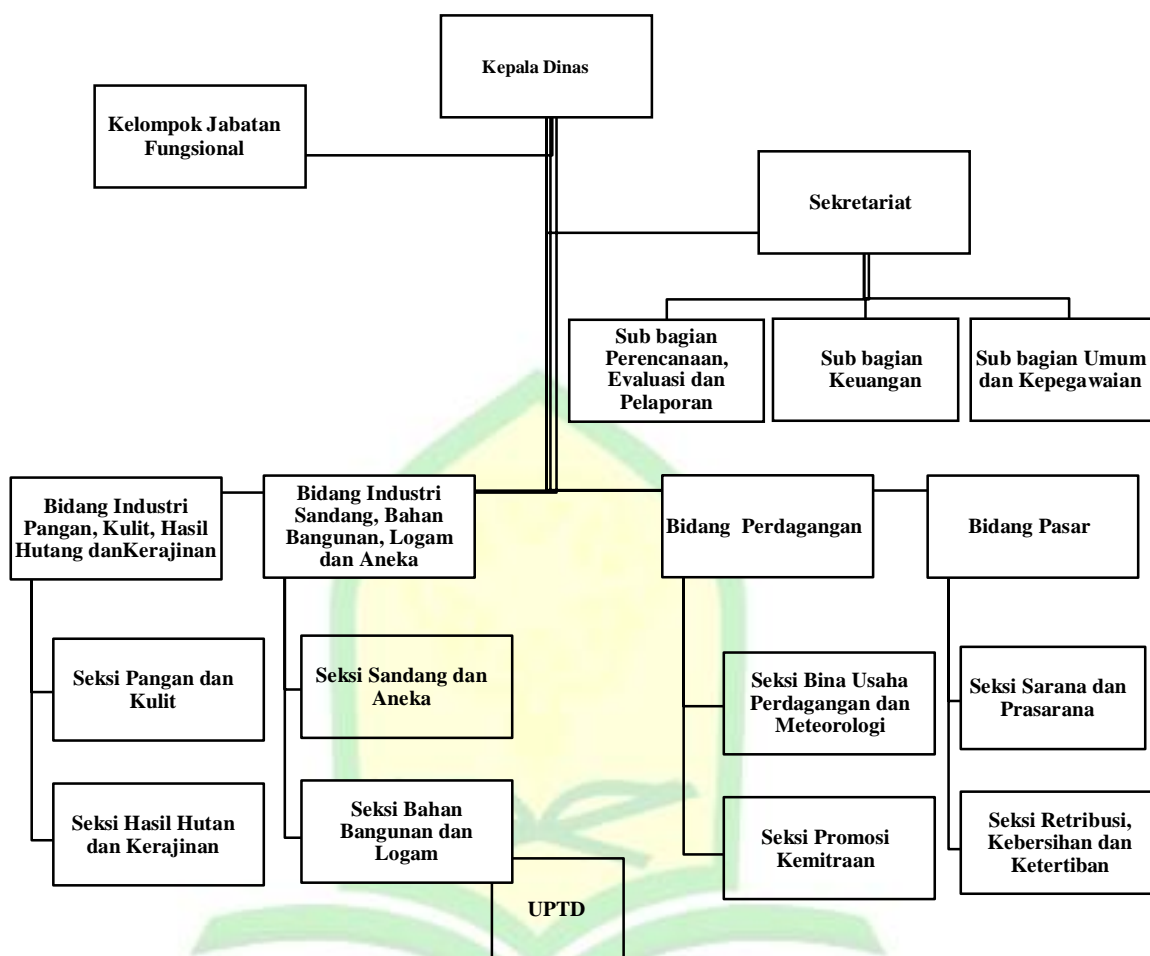 Kepala Dinas
Kelompok Jabatan
Fungsional
Sekretariat
Sub bagian
Perencanaan,
Evaluasi dan
Pelaporan
Sub bagian
Keuangan
Sub bagian Umum
dan Kepegawaian
Bidang Industri
Pangan, Kulit, Hasil
Hutang danKerajinan
Bidang Industri
Sandang, Bahan
Bangunan, Logam
dan Aneka
Bidang Perdagangan
Bidang Pasar
Seksi Pangan dan
Kulit
Seksi Sandang dan
Aneka
Seksi Bina Usaha
Perdagangan dan
Meteorologi
Seksi Sarana dan
Prasarana
Seksi Hasil Hutan
dan Kerajinan
Seksi Bahan
Bangunan dan
Logam
Seksi Promosi
Kemitraan
Seksi Retribusi,
Kebersihan dan
Ketertiban
UPTD